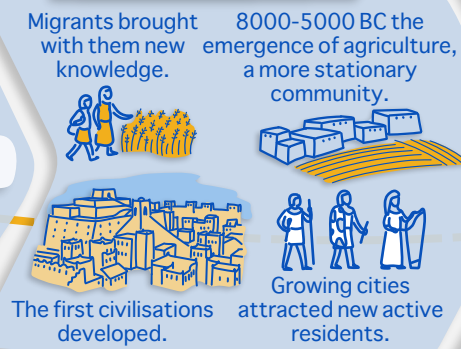 Migrants brought
with them new
knowledge.
8000-5000 BC the
emergence of agriculture,
a more stationary
community.
The first civilisations
developed.
Growing cities
attracted new active
residents.